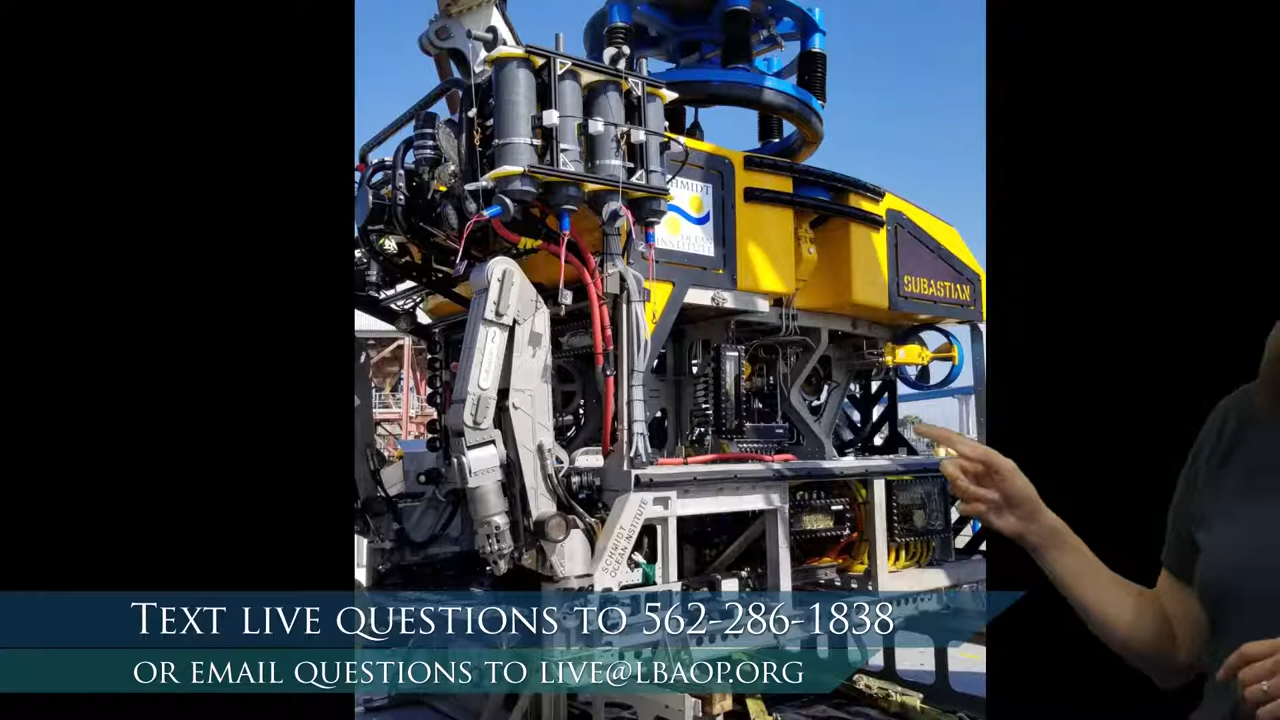 SCHMIDT
OCEAN
INSTITUTE
SUBASTIAN
SCHMIDT
OCEAN INSTITUTE
TEXT LIVE QUESTIONS TO 562-286-1838
OR EMAIL QUESTIONS TO LIVE@LBAOP.ORG